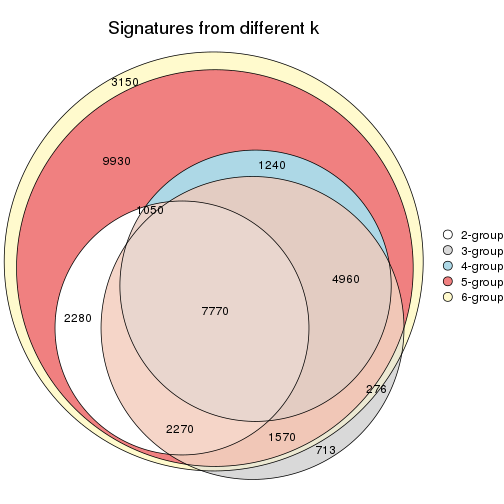 Signatures from different k
3150
9930
1240
1050
4960
2280
7770
276
2270
1570
713
2-group
3-group
4-group
5-group
6-group